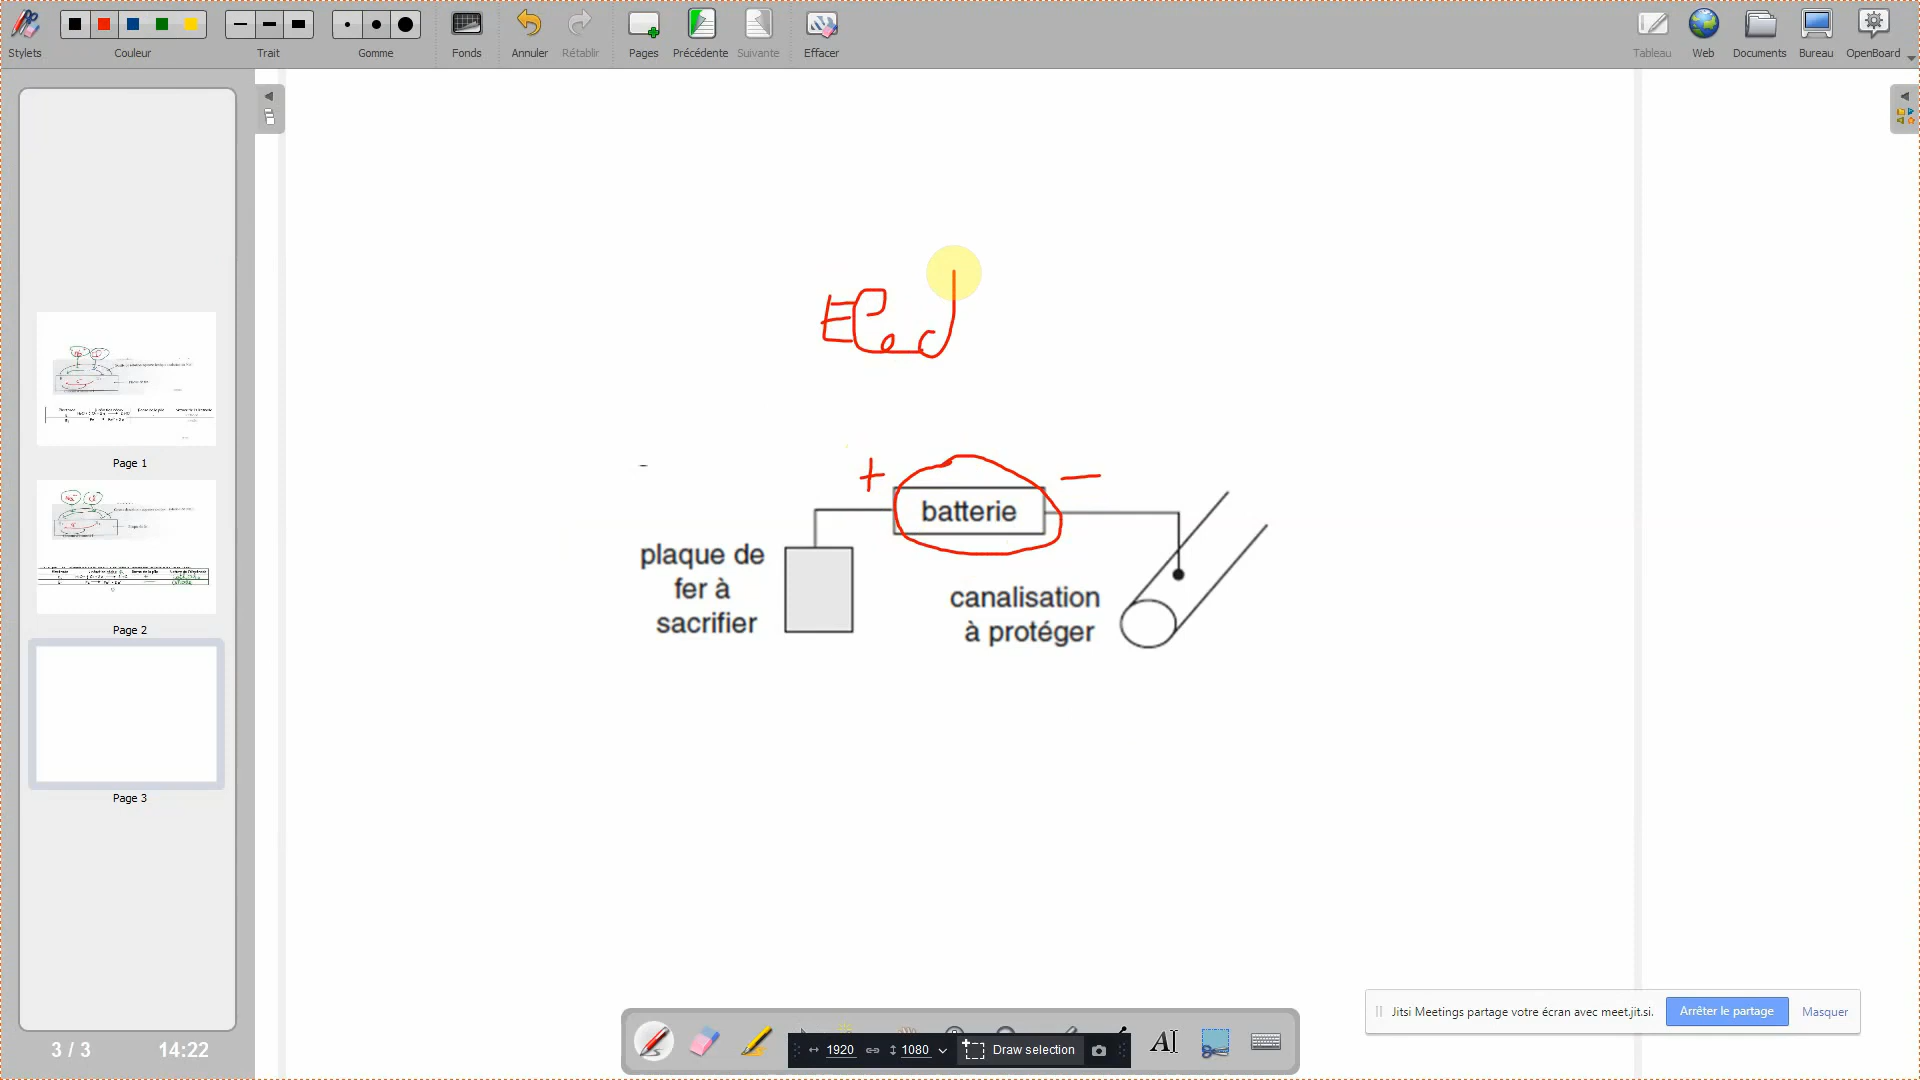 Stylets
Couleur
Trait
Gomme
Fonds
Annuler
Rétablir
Pages
Précédente
Suivante
Effacer
Tableau
Web
Documents
Bureau
OpenBoard
Page 1
Page 2
Page 3
3 / 3
14:22
Elect
+
batterie
−
plaque de
fer à
sacrifier
canalisation
à protéger
1920
1080
Draw selection
Jitsi Meetings partage votre écran avec meet.jit.si.
Arrêter le partage
Masquer